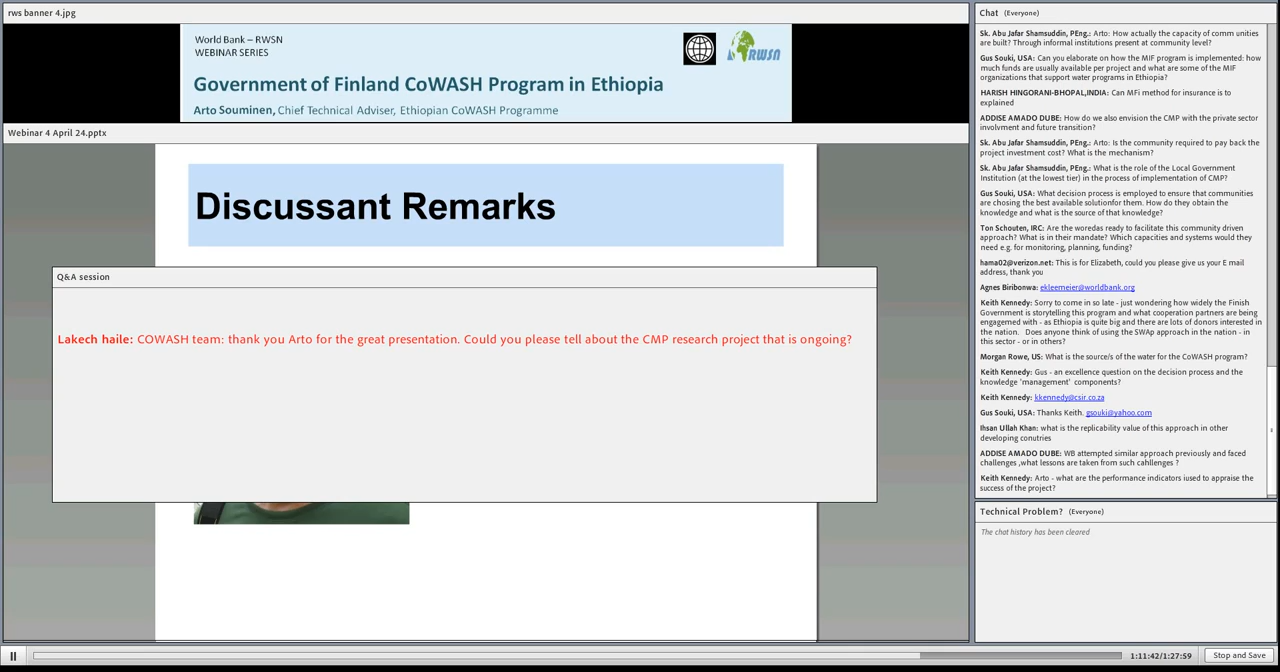 rws banner 4.jpg
World Bank – RWSN
WEBINAR SERIES
RWSN
Government of Finland CoWASH Program in Ethiopia
Arto Souminen, Chief Technical Adviser, Ethiopian CoWASH Programme
Webinar 4 April 24.pptx
Discussant Remarks
Q&A session
Lakech haile: COWASH team: thank you Arto for the great presentation. Could you please tell about the CMP research project that is ongoing?
Chat (Everyone)
Sk. Abu Jafar Shamsuddin, PEng.: Arto: How actually the capacity of comm unities
are built? Through informal institutions present at community level?
Gus Souki, USA: Can you elaborate on how the MIF program is implemented: how
much funds are usually available per project and what are some of the MIF
organizations that support water programs in Ethiopia?
HARISH HINGORANI-BHOPAL,INDIA: Can MFi method for insurance is to
explained
ADDISE AMADO DUBE: How do we also envision the CMP with the private sector
involvment and future transition?
Sk. Abu Jafar Shamsuddin, PEng.: Arto: Is the community required to pay back the
project investment cost? What is the mechanism?
Sk. Abu Jafar Shamsuddin, PEng.: What is the role of the Local Government
Institution (at the lowest tier) in the process of implementation of CMP?
Gus Souki, USA: What decision process is employed to ensure that communities
are chosing the best available solutionfor them. How do they obtain the
knowledge and what is the source of that knowledge?
Ton Schouten, IRC: Are the woredas ready to facilitate this community driven
approach? What is in their mandate? Which capacities and systems would they
need e.g. for monitoring, planning, funding?
hama02@verizon.net: This is for Elizabeth, could you please give us your E mail
address, thank you
Agnes Biribonwa: ekleemeier@worldbank.org
Keith Kennedy: Sorry to come in so late - just wondering how widely the Finish
Government is storytelling this program and what cooperation partners are being
engagemed with - as Ethiopia is quite big and there are lots of donors interested in
the nation. Does anyone think of using the SWAp approach in the nation - in
this sector - or in others?
Morgan Rowe, US: What is the source/s of the water for the CoWASH program?
Keith Kennedy: Gus - an excellence question on the decision process and the
knowledge 'management' components?
Keith Kennedy: kkennedy@csir.co.za
Gus Souki, USA: Thanks Keith. gsouki@yahoo.com
Ihsan Ullah Khan: what is the replicability value of this approach in other
developing conutries
ADDISE AMADO DUBE: WB attempted similar approach previously and faced
challenges ,what lessons are taken from such cahllenges ?
Keith Kennedy: Arto - what are the performance indicators iused to appraise the
success of the project?
Technical Problem? (Everyone)
The chat history has been cleared
1:11:42/1:27:59
Stop and Save